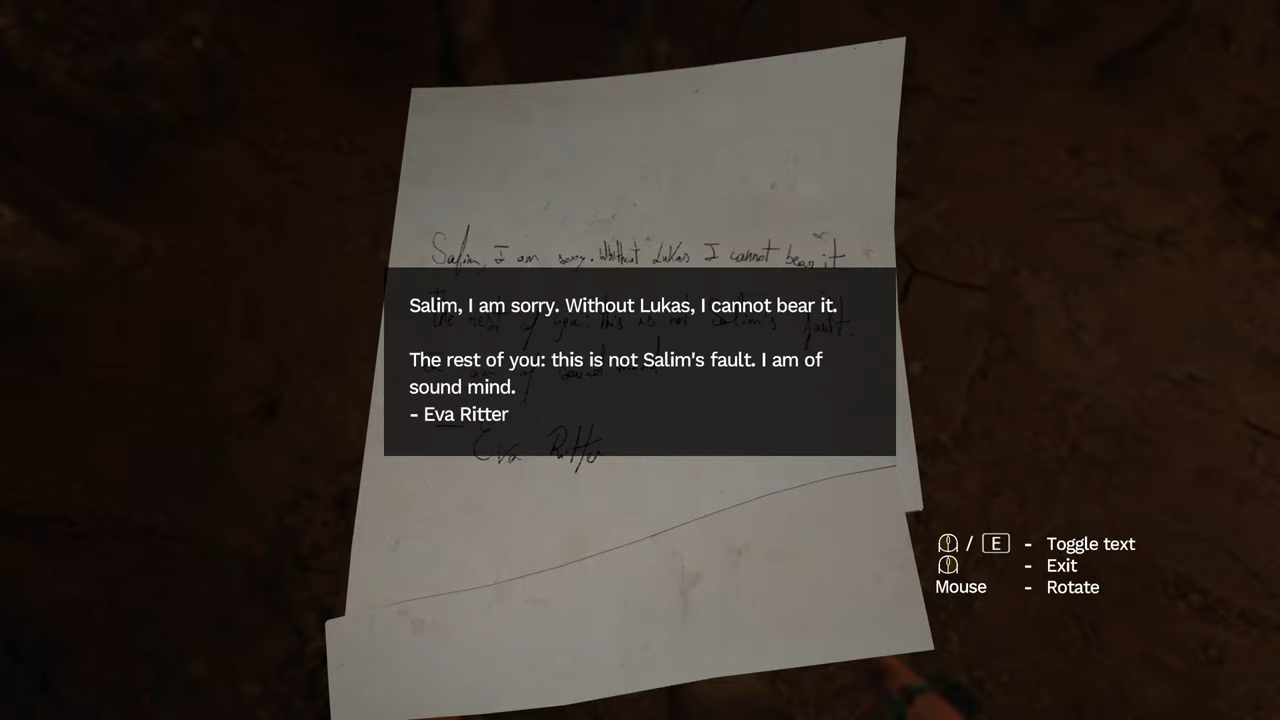 Salim, I am sorry. Whithout Lukas I cannot bear it.
Salim, I am sorry. Without Lukas, I cannot bear it.
The rest of you: this is not Salim's fault. I am of
sound mind.
- Eva Ritter
Eva Ritter
/ E - Toggle text
- Exit
Mouse - Rotate